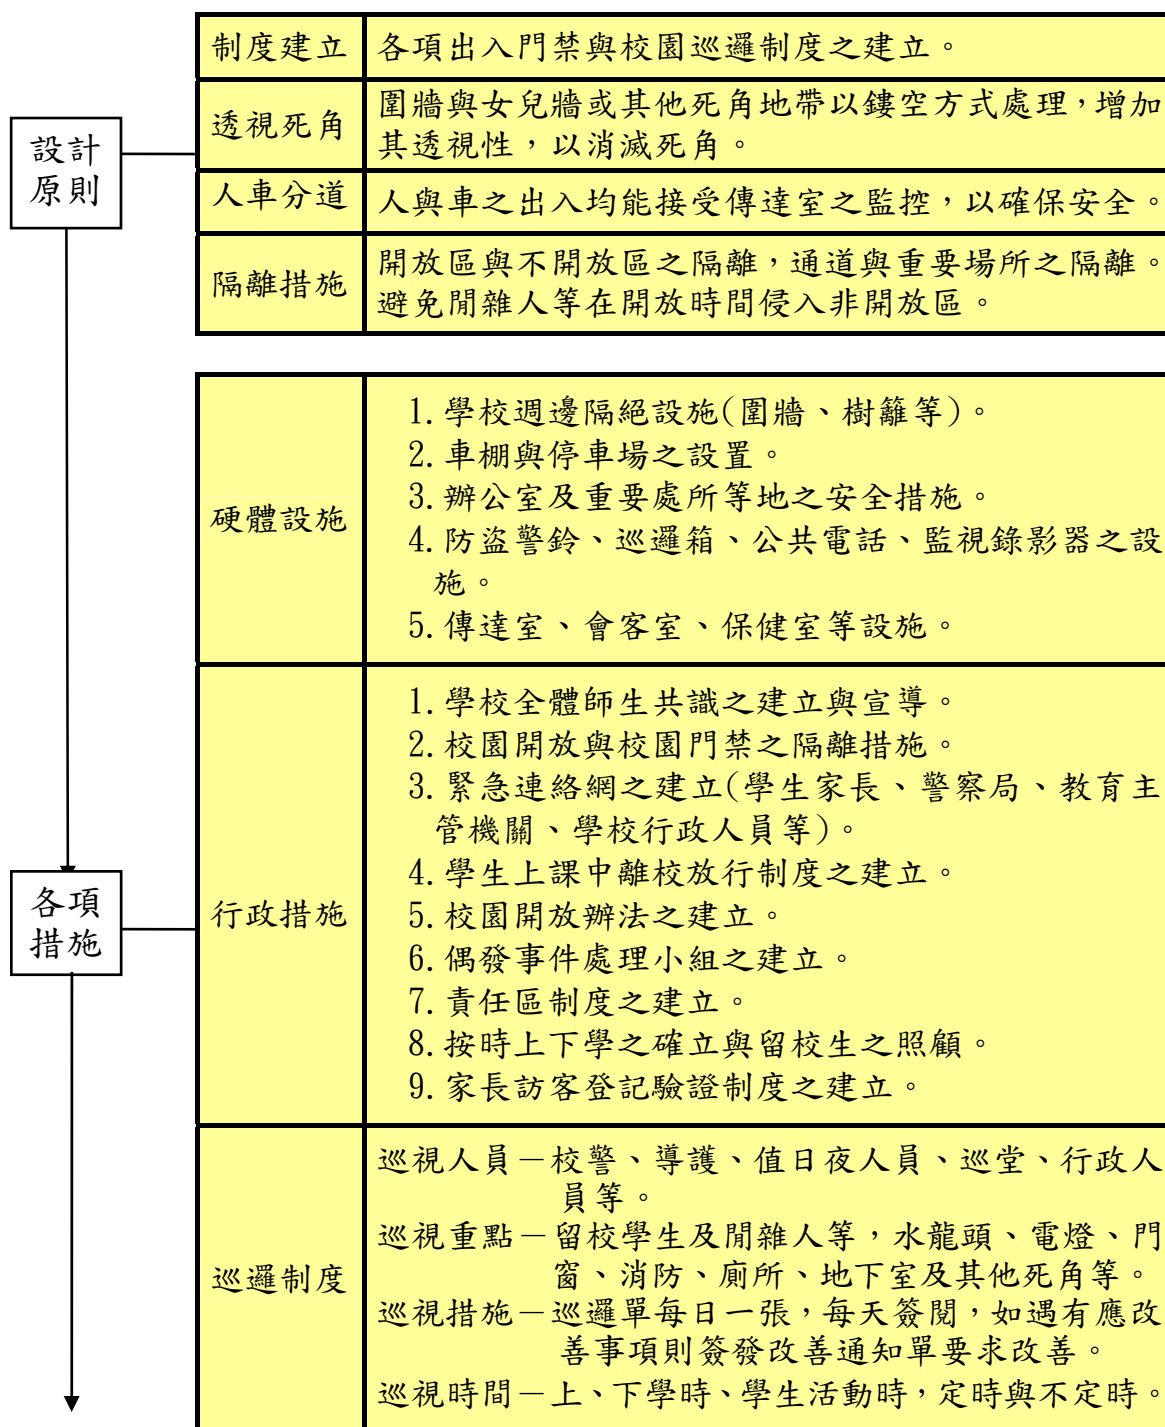 設計
原則
制度建立
各項出入門禁與校園巡邏制度之建立。
透視死角
圍牆與女兒牆或其他死角地帶以鏤空方式處理，增加
其透視性，以消滅死角。
人車分道
人與車之出入均能接受傳達室之監控，以確保安全。
隔離措施
開放區與不開放區之隔離，通道與重要場所之隔離。
避免閒雜人等在開放時間侵入非開放區。
各項
措施
硬體設施
1.學校週邊隔絕設施(圍牆、樹籬等)。
2.車棚與停車場之設置。
3.辦公室及重要處所等地之安全措施。
4.防盜警鈴、巡邏箱、公共電話、監視錄影器之設
施。
5.傳達室、會客室、保健室等設施。
行政措施
1.學校全體師生共識之建立與宣導。
2.校園開放與校園門禁之隔離措施。
3.緊急連絡網之建立(學生家長、警察局、教育主
管機關、學校行政人員等)。
4.學生上課中離校放行制度之建立。
5.校園開放辦法之建立。
6.偶發事件處理小組之建立。
7.責任區制度之建立。
8.按時上下學之確立與留校生之照顧。
9.家長訪客登記驗證制度之建立。
巡邏制度
巡視人員－校警、導護、值日夜人員、巡堂、行政人
員等。
巡視重點－留校學生及閒雜人等，水龍頭、電燈、門
窗、消防、廁所、地下室及其他死角等。
巡視措施－巡邏單每日一張，每天簽閱，如遇有應改
善事項則簽發改善通知單要求改善。
巡視時間－上、下學時、學生活動時，定時與不定時。